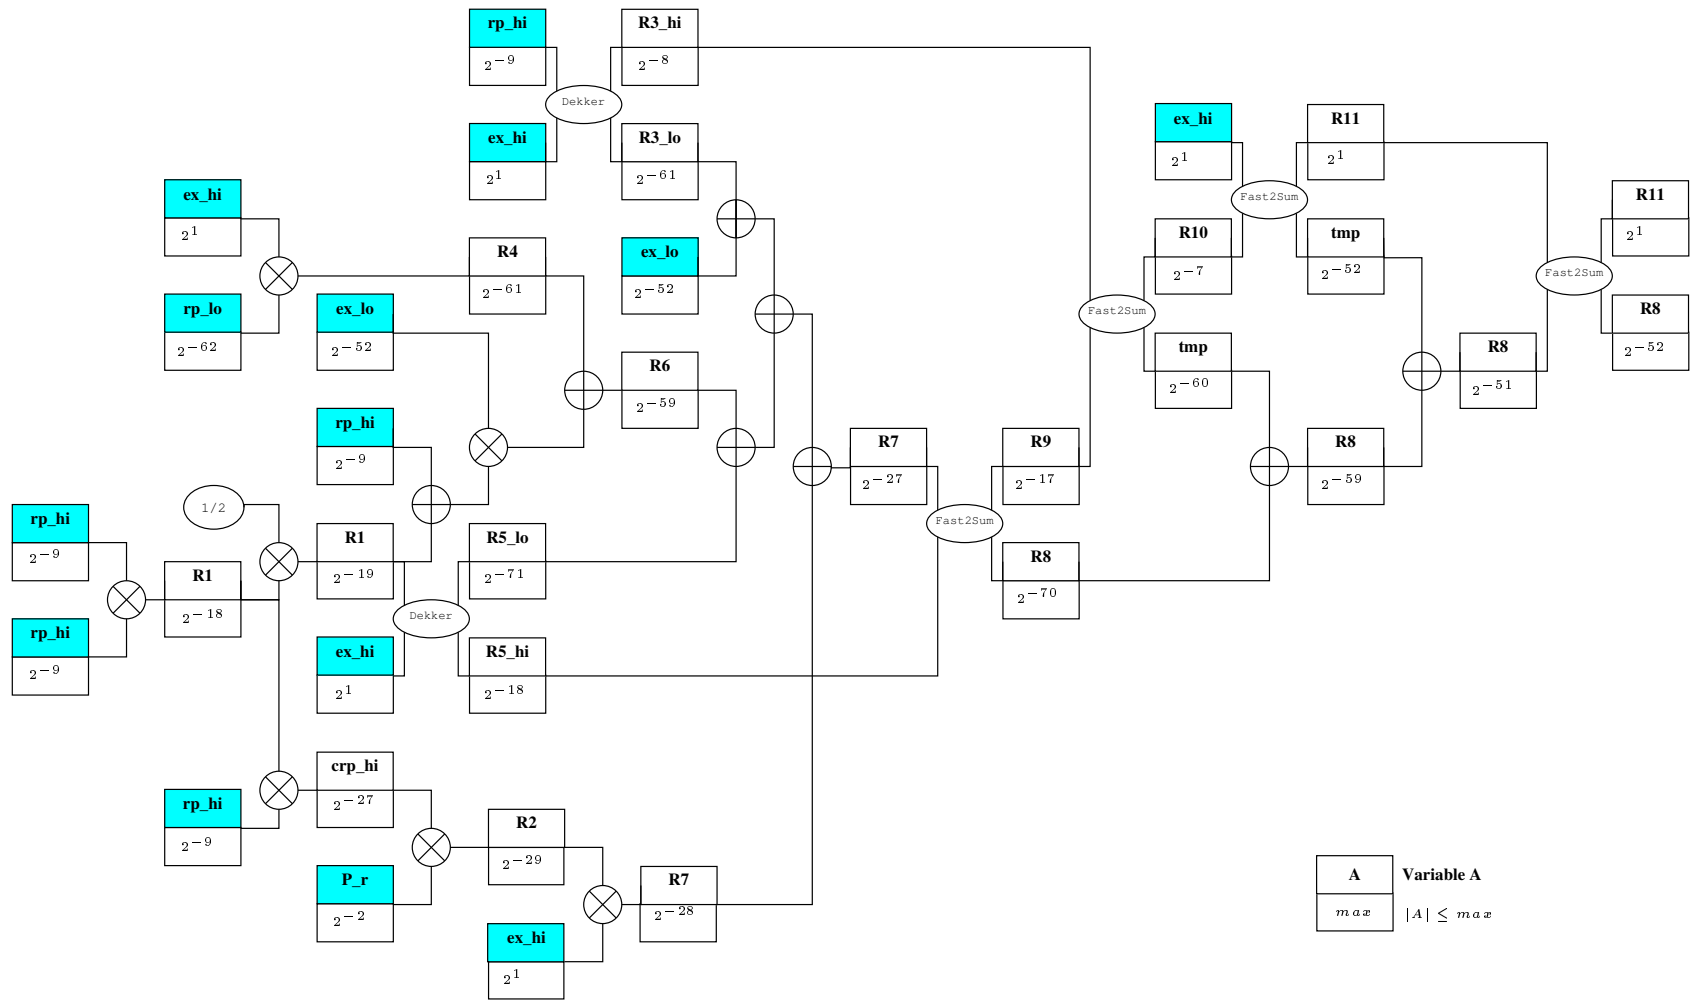 rp_hi
2^{-9}
R3_hi
2^{-8}
Dekker
ex_hi
2^1
R3_lo
2^{-61}
ex_hi
2^1
R11
2^1
Fast2Sum
ex_hi
2^1
R4
2^{-61}
ex_lo
2^{-52}
R10
2^{-7}
tmp
2^{-52}
R11
2^1
Fast2Sum
rp_lo
2^{-62}
ex_lo
2^{-52}
R6
2^{-59}
Fast2Sum
tmp
2^{-60}
R8
2^{-51}
R8
2^{-52}
rp_hi
2^{-9}
R7
2^{-27}
R9
2^{-17}
R8
2^{-59}
1/2
rp_hi
2^{-9}
R1
2^{-18}
R1
2^{-19}
R5_lo
2^{-71}
Fast2Sum
R8
2^{-70}
rp_hi
2^{-9}
Dekker
ex_hi
2^1
R5_hi
2^{-18}
rp_hi
2^{-9}
crp_hi
2^{-27}
R2
2^{-29}
P_r
2^{-2}
R7
2^{-28}
ex_hi
2^1
A Variable A
max |A| ≤ max